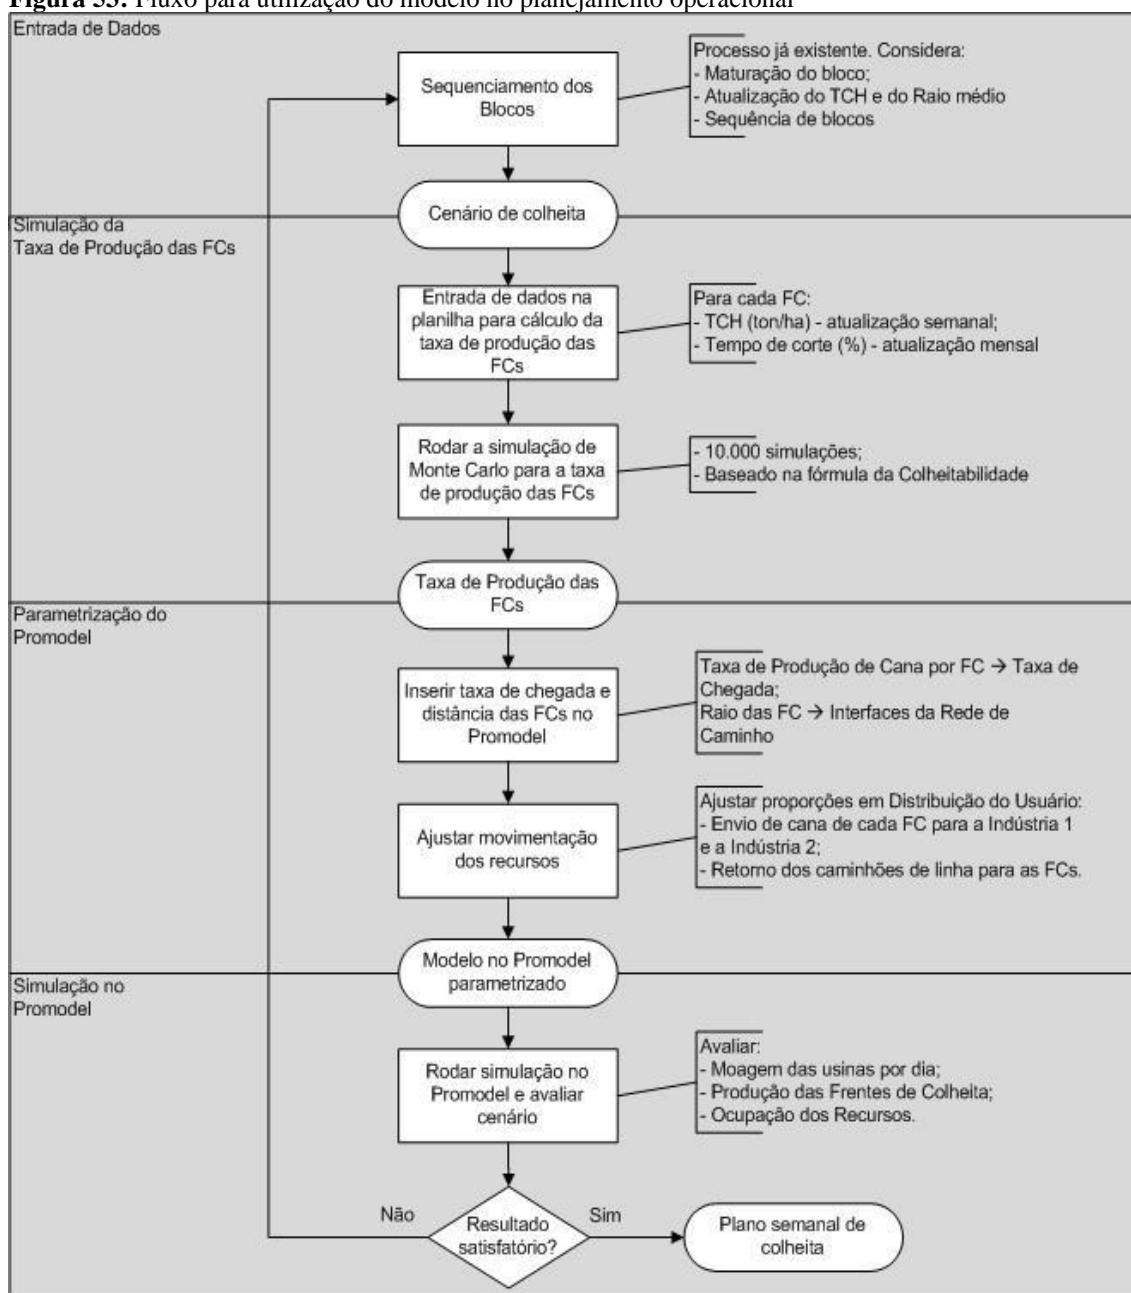 Figura 53: Fluxo para utilização do modelo no planejamento operacional
Entrada de Dados
Sequenciamento dos
Blocos
Processo já existente. Considera:
- Maturação do bloco;
- Atualização do TCH e do Raio médio
- Sequência de blocos
Cenário de colheita
Simulação da
Taxa de Produção das FCs
Entrada de dados na
planilha para cálculo da
taxa de produção das
FCs
Para cada FC:
- TCH (ton/ha) - atualização semanal;
- Tempo de corte (%) - atualização mensal
Rodar a simulação de
Monte Carlo para a taxa
de produção das FCs
- 10.000 simulações;
- Baseado na fórmula da Colheitabilidade
Taxa de Produção das
FCs
Parametrização do
Promodel
Inserir taxa de chegada e
distância das FCs no
Promodel
Taxa de Produção de Cana por FC → Taxa de
Chegada;
Raio das FC → Interfaces da Rede de
Caminho
Ajustar movimentação
dos recursos
Ajustar proporções em Distribuição do Usuário:
- Envio de cana de cada FC para a Indústria 1
e a Indústria 2;
- Retorno dos caminhões de linha para as FCs.
Modelo no Promodel
parametrizado
Simulação no
Promodel
Rodar simulação no
Promodel e avaliar
cenário
Avaliar:
- Moagem das usinas por dia;
- Produção das Frentes de Colheita;
- Ocupação dos Recursos.
Não
Resultado
satisfatório?
Sim
Plano semanal de
colheita